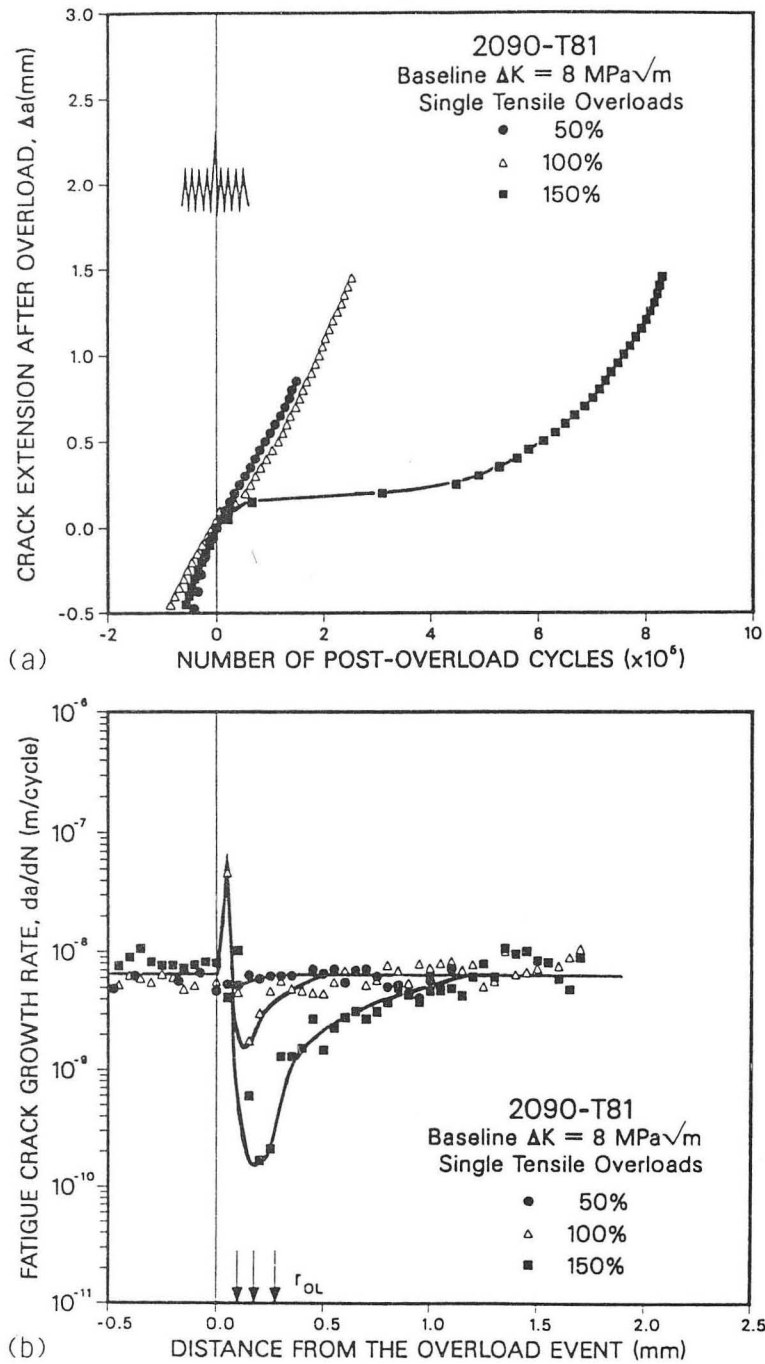 3.0
2.5
2.0
1.5
1.0
0.5
0.0
-0.5
CRACK EXTENSION AFTER OVERLOAD, Δa(mm)
2090-T81
Baseline ΔK = 8 MPa√m
Single Tensile Overloads
● 50%
△ 100%
■ 150%
-2 0 2 4 6 8 10
(a) NUMBER OF POST-OVERLOAD CYCLES (x10⁵)
10⁻⁶
10⁻⁷
10⁻⁸
10⁻⁹
10⁻¹⁰
10⁻¹¹
FATIGUE CRACK GROWTH RATE, da/dN (m/cycle)
2090-T81
Baseline ΔK = 8 MPa√m
Single Tensile Overloads
● 50%
△ 100%
■ 150%
r_OL
-0.5 0.0 0.5 1.0 1.5 2.0 2.5
(b) DISTANCE FROM THE OVERLOAD EVENT (mm)